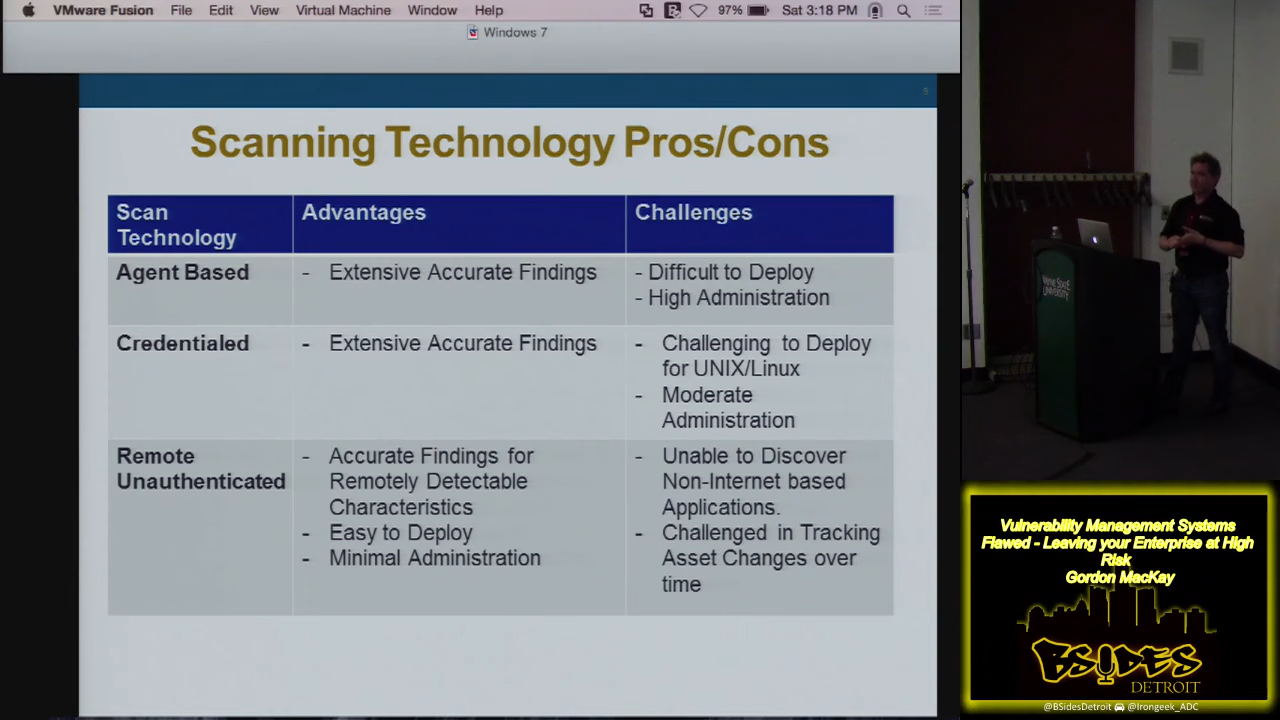 VMware Fusion File Edit View Virtual Machine Window Help 97% Sat 3:18 PM
Windows 7
Scanning Technology Pros/Cons
Scan Technology
Advantages
Challenges
Agent Based
- Extensive Accurate Findings
- Difficult to Deploy
- High Administration
Credentialed
- Extensive Accurate Findings
- Challenging to Deploy
for UNIX/Linux
- Moderate
Administration
Remote
Unauthenticated
- Accurate Findings for
Remotely Detectable
Characteristics
- Easy to Deploy
- Minimal Administration
- Unable to Discover
Non-Internet based
Applications.
- Challenged in Tracking
Asset Changes over
time
WAYNE STATE
UNIVERSITY
Vulnerability Management Systems
Flawed - Leaving your Enterprise at High
Risk
Gordon MacKay
BSIDES
DETROIT
@BSidesDetroit @Irongeek_ADC